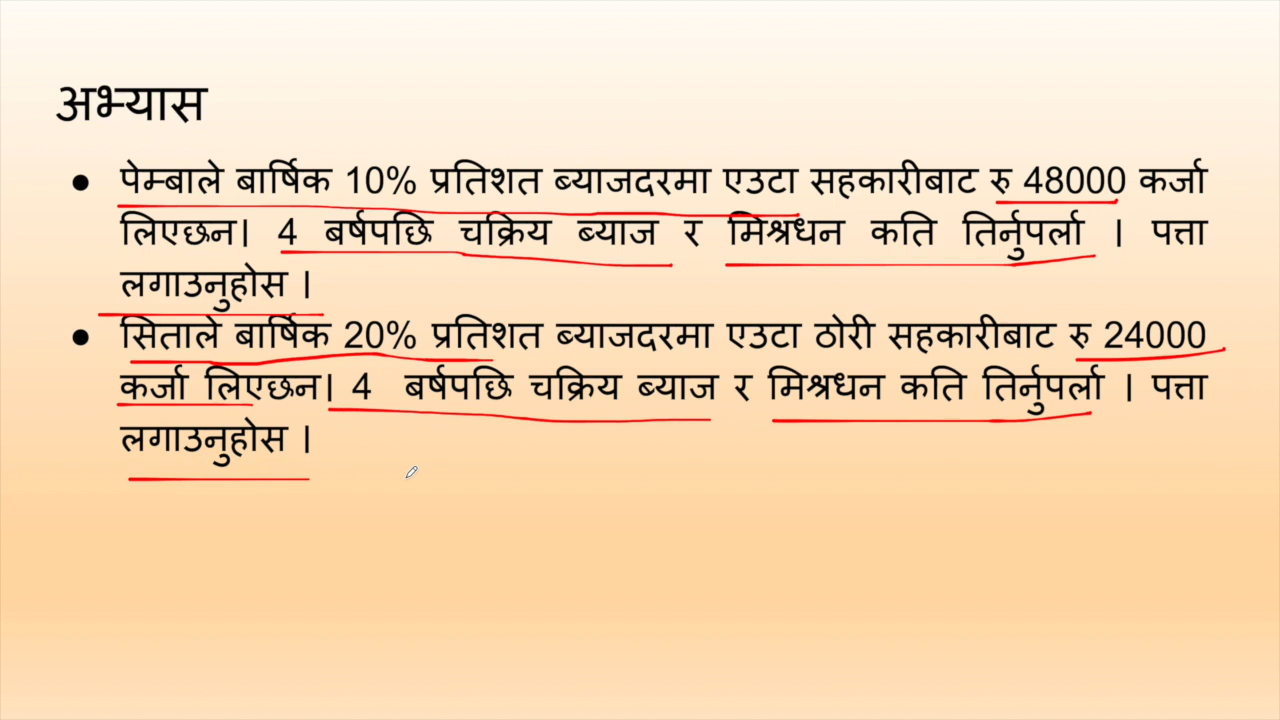 अभ्यास
● पेम्बाले बार्षिक 10% प्रतिशत ब्याजदरमा एउटा सहकारीबाट रु 48000 कर्जा
लिएछन। 4 बर्षपछि चक्रिय ब्याज र मिश्रधन कति तिर्नुपर्ला । पत्ता
लगाउनुहोस ।
● सिताले बार्षिक 20% प्रतिशत ब्याजदरमा एउटा ठोरी सहकारीबाट रु 24000
कर्जा लिएछन। 4 बर्षपछि चक्रिय ब्याज र मिश्रधन कति तिर्नुपर्ला । पत्ता
लगाउनुहोस ।